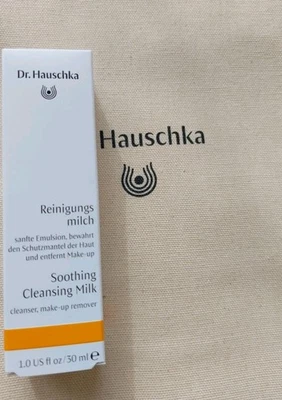 Dr. Hauschka
Reinigungs
milch
sanfte Emulsion, bewahrt
den Schutzmantel der Haut
und entfernt Make-up
Soothing
Cleansing Milk
cleanser, make-up remover
1.0 US fl oz/30 ml ℮
Hauschka